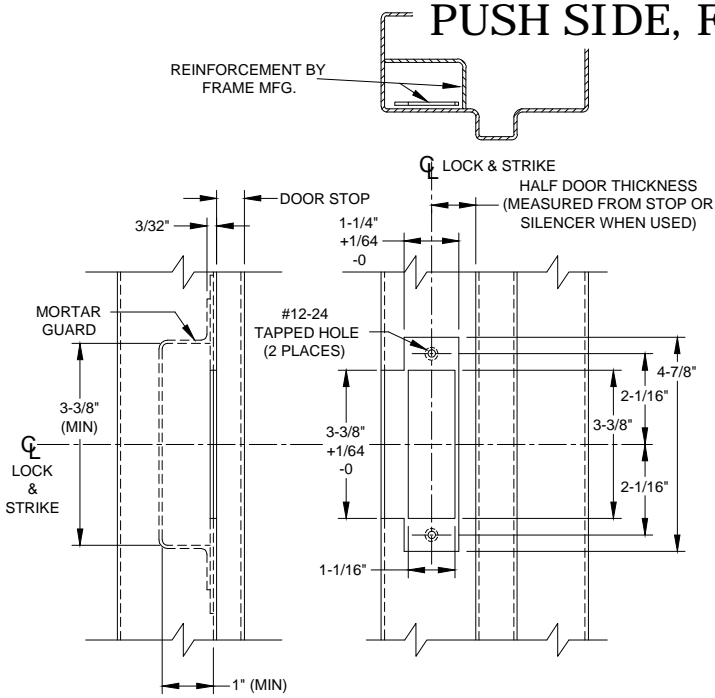 PUSH SIDE, F
REINFORCEMENT BY
FRAME MFG.
℄ LOCK & STRIKE
DOOR STOP
HALF DOOR THICKNESS
(MEASURED FROM STOP OR
SILENCER WHEN USED)
3/32"
1-1/4"
+1/64
-0
MORTAR
GUARD
#12-24
TAPPED HOLE
(2 PLACES)
4-7/8"
2-1/16"
3-3/8"
(MIN)
3-3/8"
+1/64
-0
3-3/8"
℄
LOCK
&
STRIKE
2-1/16"
1-1/16"
1" (MIN)